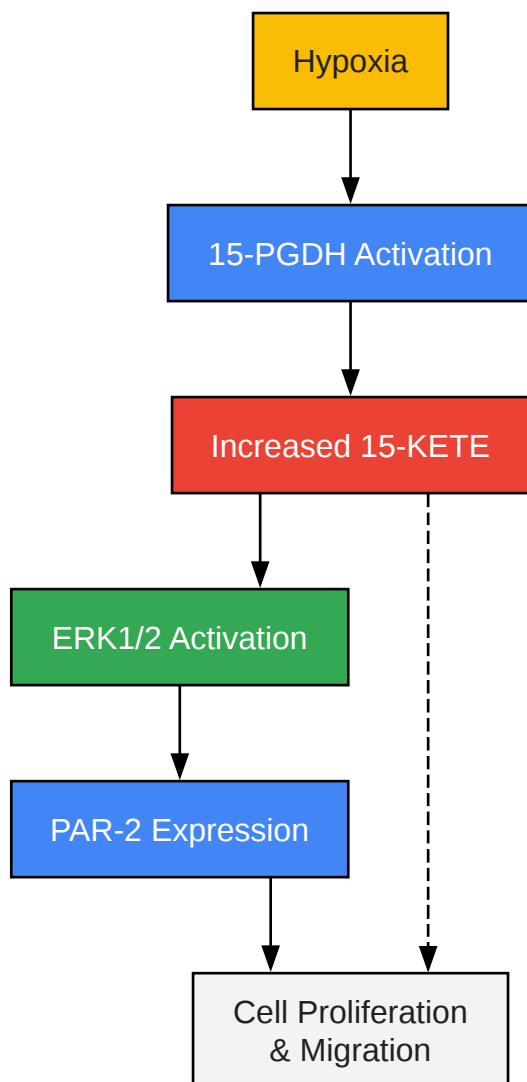 Hypoxia
15-PGDH Activation
Increased 15-KETE
ERK1/2 Activation
PAR-2 Expression
Cell Proliferation
& Migration